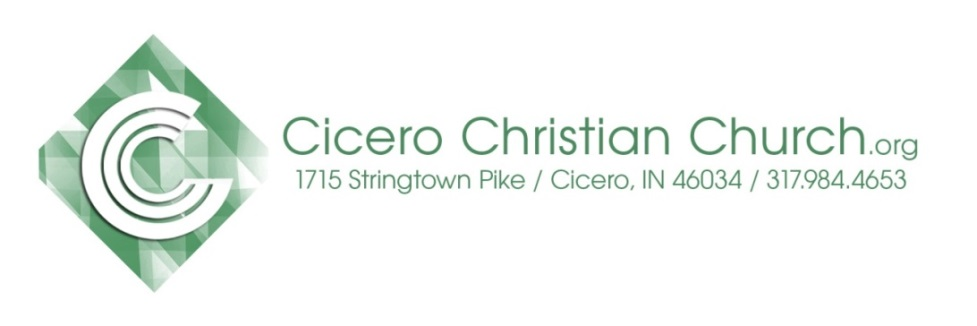 Cicero Christian Church.org
1715 Stringtown Pike / Cicero, IN 46034 / 317.984.4653